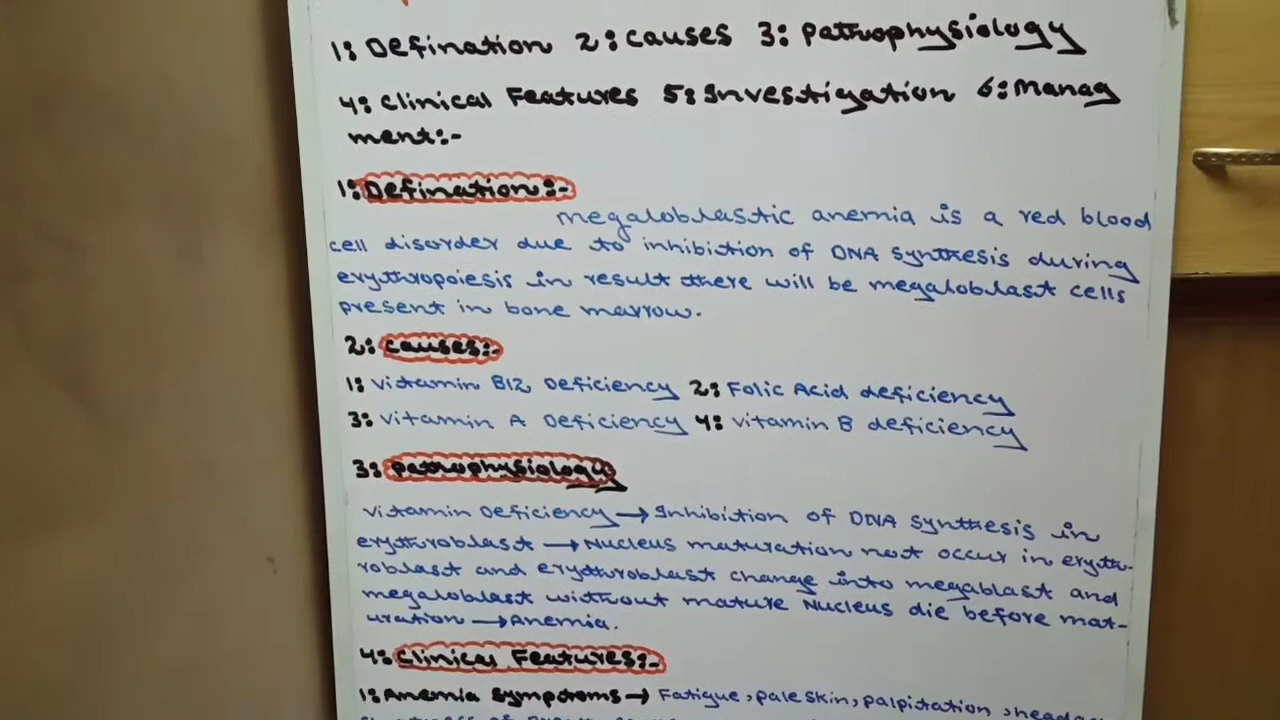 1: Defination 2: causes 3: pathophysiology
4: Clinical Features 5: Investigation 6: Manag
ment:-
1: Defination:-
megaloblastic anemia is a red blood
cell disorder due to inhibition of DNA synthesis during
erythropoiesis in result there will be megaloblast cells
present in bone marrow.
2: causes:-
1: vitamin B12 Deficiency 2: Folic Acid deficiency
3: vitamin A Deficiency 4: vitamin B deficiency
3: pathophysiology
vitamin Deficiency → Inhibition of DNA synthesis in
erythroblast → Nucleus maturation not occur in eryth-
roblast and erythroblast change into megablast and
megaloblast without mature Nucleus die before mat-
uration → Anemia.
4: Clinical Features:-
1: Anemia symptoms → Fatigue, pale skin, palpitation, heada